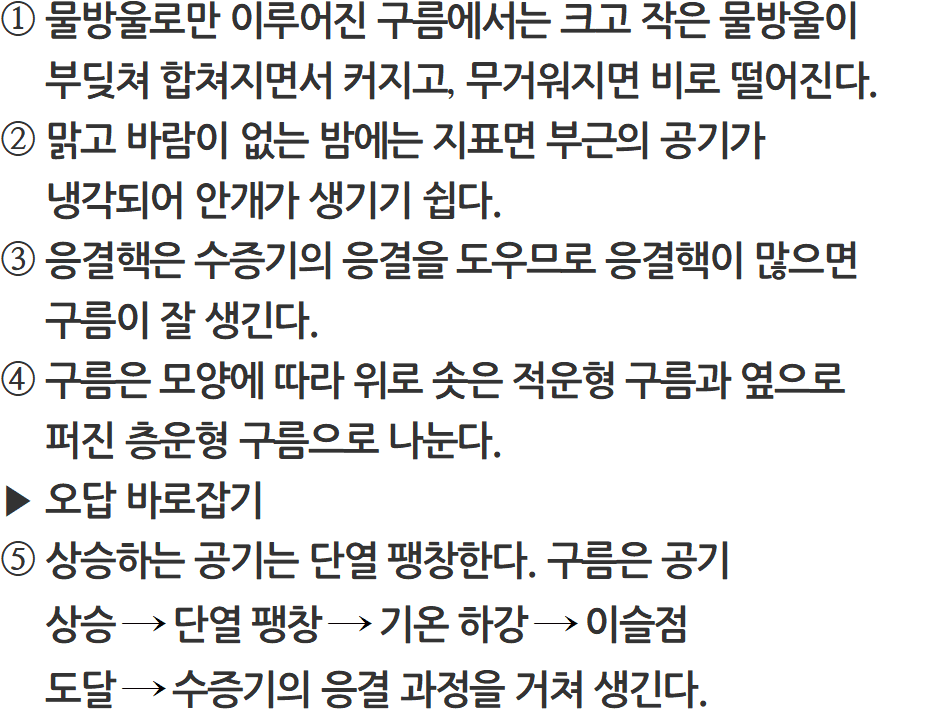 ① 물방울로만 이루어진 구름에서는 크고 작은 물방울이
부딪쳐 합쳐지면서 커지고, 무거워지면 비로 떨어진다.
② 맑고 바람이 없는 밤에는 지표면 부근의 공기가
냉각되어 안개가 생기기 쉽다.
③ 응결핵은 수증기의 응결을 도우므로 응결핵이 많으면
구름이 잘 생긴다.
④ 구름은 모양에 따라 위로 솟은 적운형 구름과 옆으로
퍼진 층운형 구름으로 나눈다.
▶ 오답 바로잡기
⑤ 상승하는 공기는 단열 팽창한다. 구름은 공기
상승 → 단열 팽창 → 기온 하강 → 이슬점
도달 → 수증기의 응결 과정을 거쳐 생긴다.